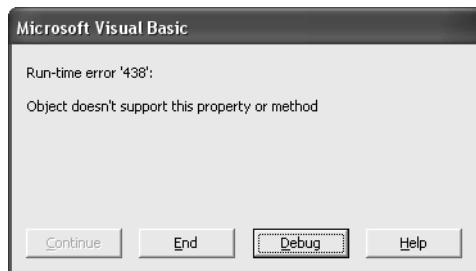 Microsoft Visual Basic
Run-time error '438':
Object doesn't support this property or method
Continue
End
Debug
Help